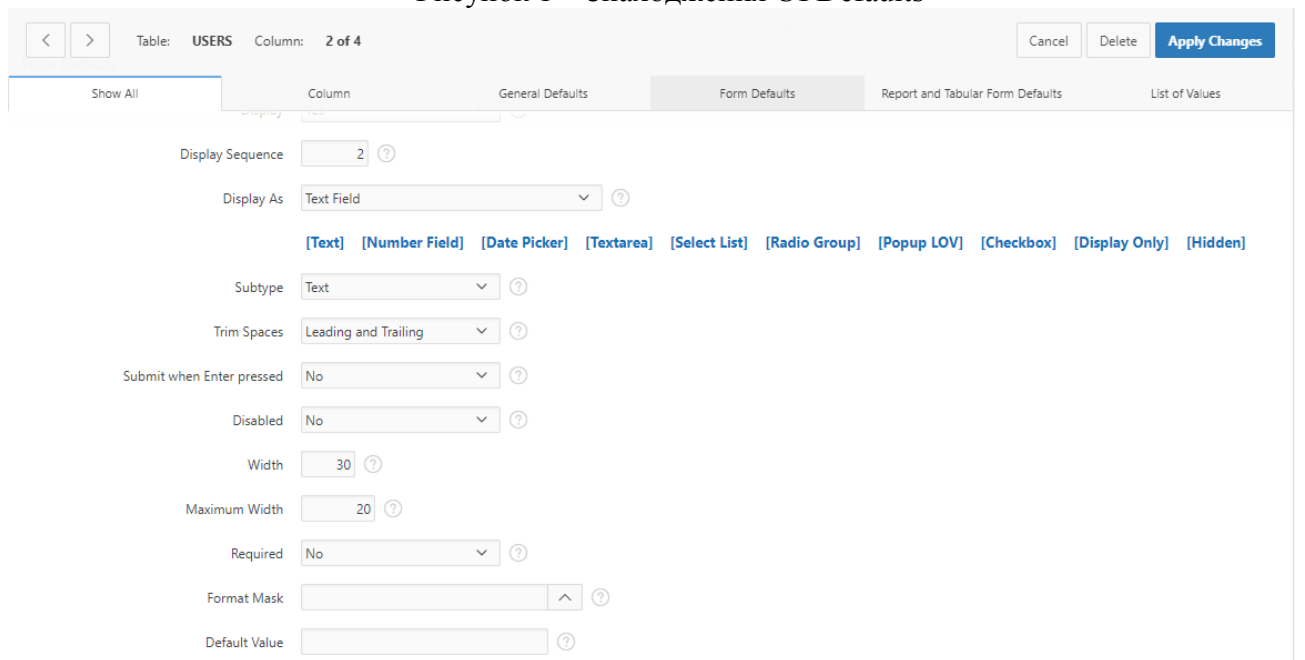 Table: USERS Column: 2 of 4 Cancel Delete Apply Changes
Show All Column General Defaults Form Defaults Report and Tabular Form Defaults List of Values
Display Sequence 2
Display As Text Field
[Text] [Number Field] [Date Picker] [Textarea] [Select List] [Radio Group] [Popup LOV] [Checkbox] [Display Only] [Hidden]
Subtype Text
Trim Spaces Leading and Trailing
Submit when Enter pressed No
Disabled No
Width 30
Maximum Width 20
Required No
Format Mask
Default Value